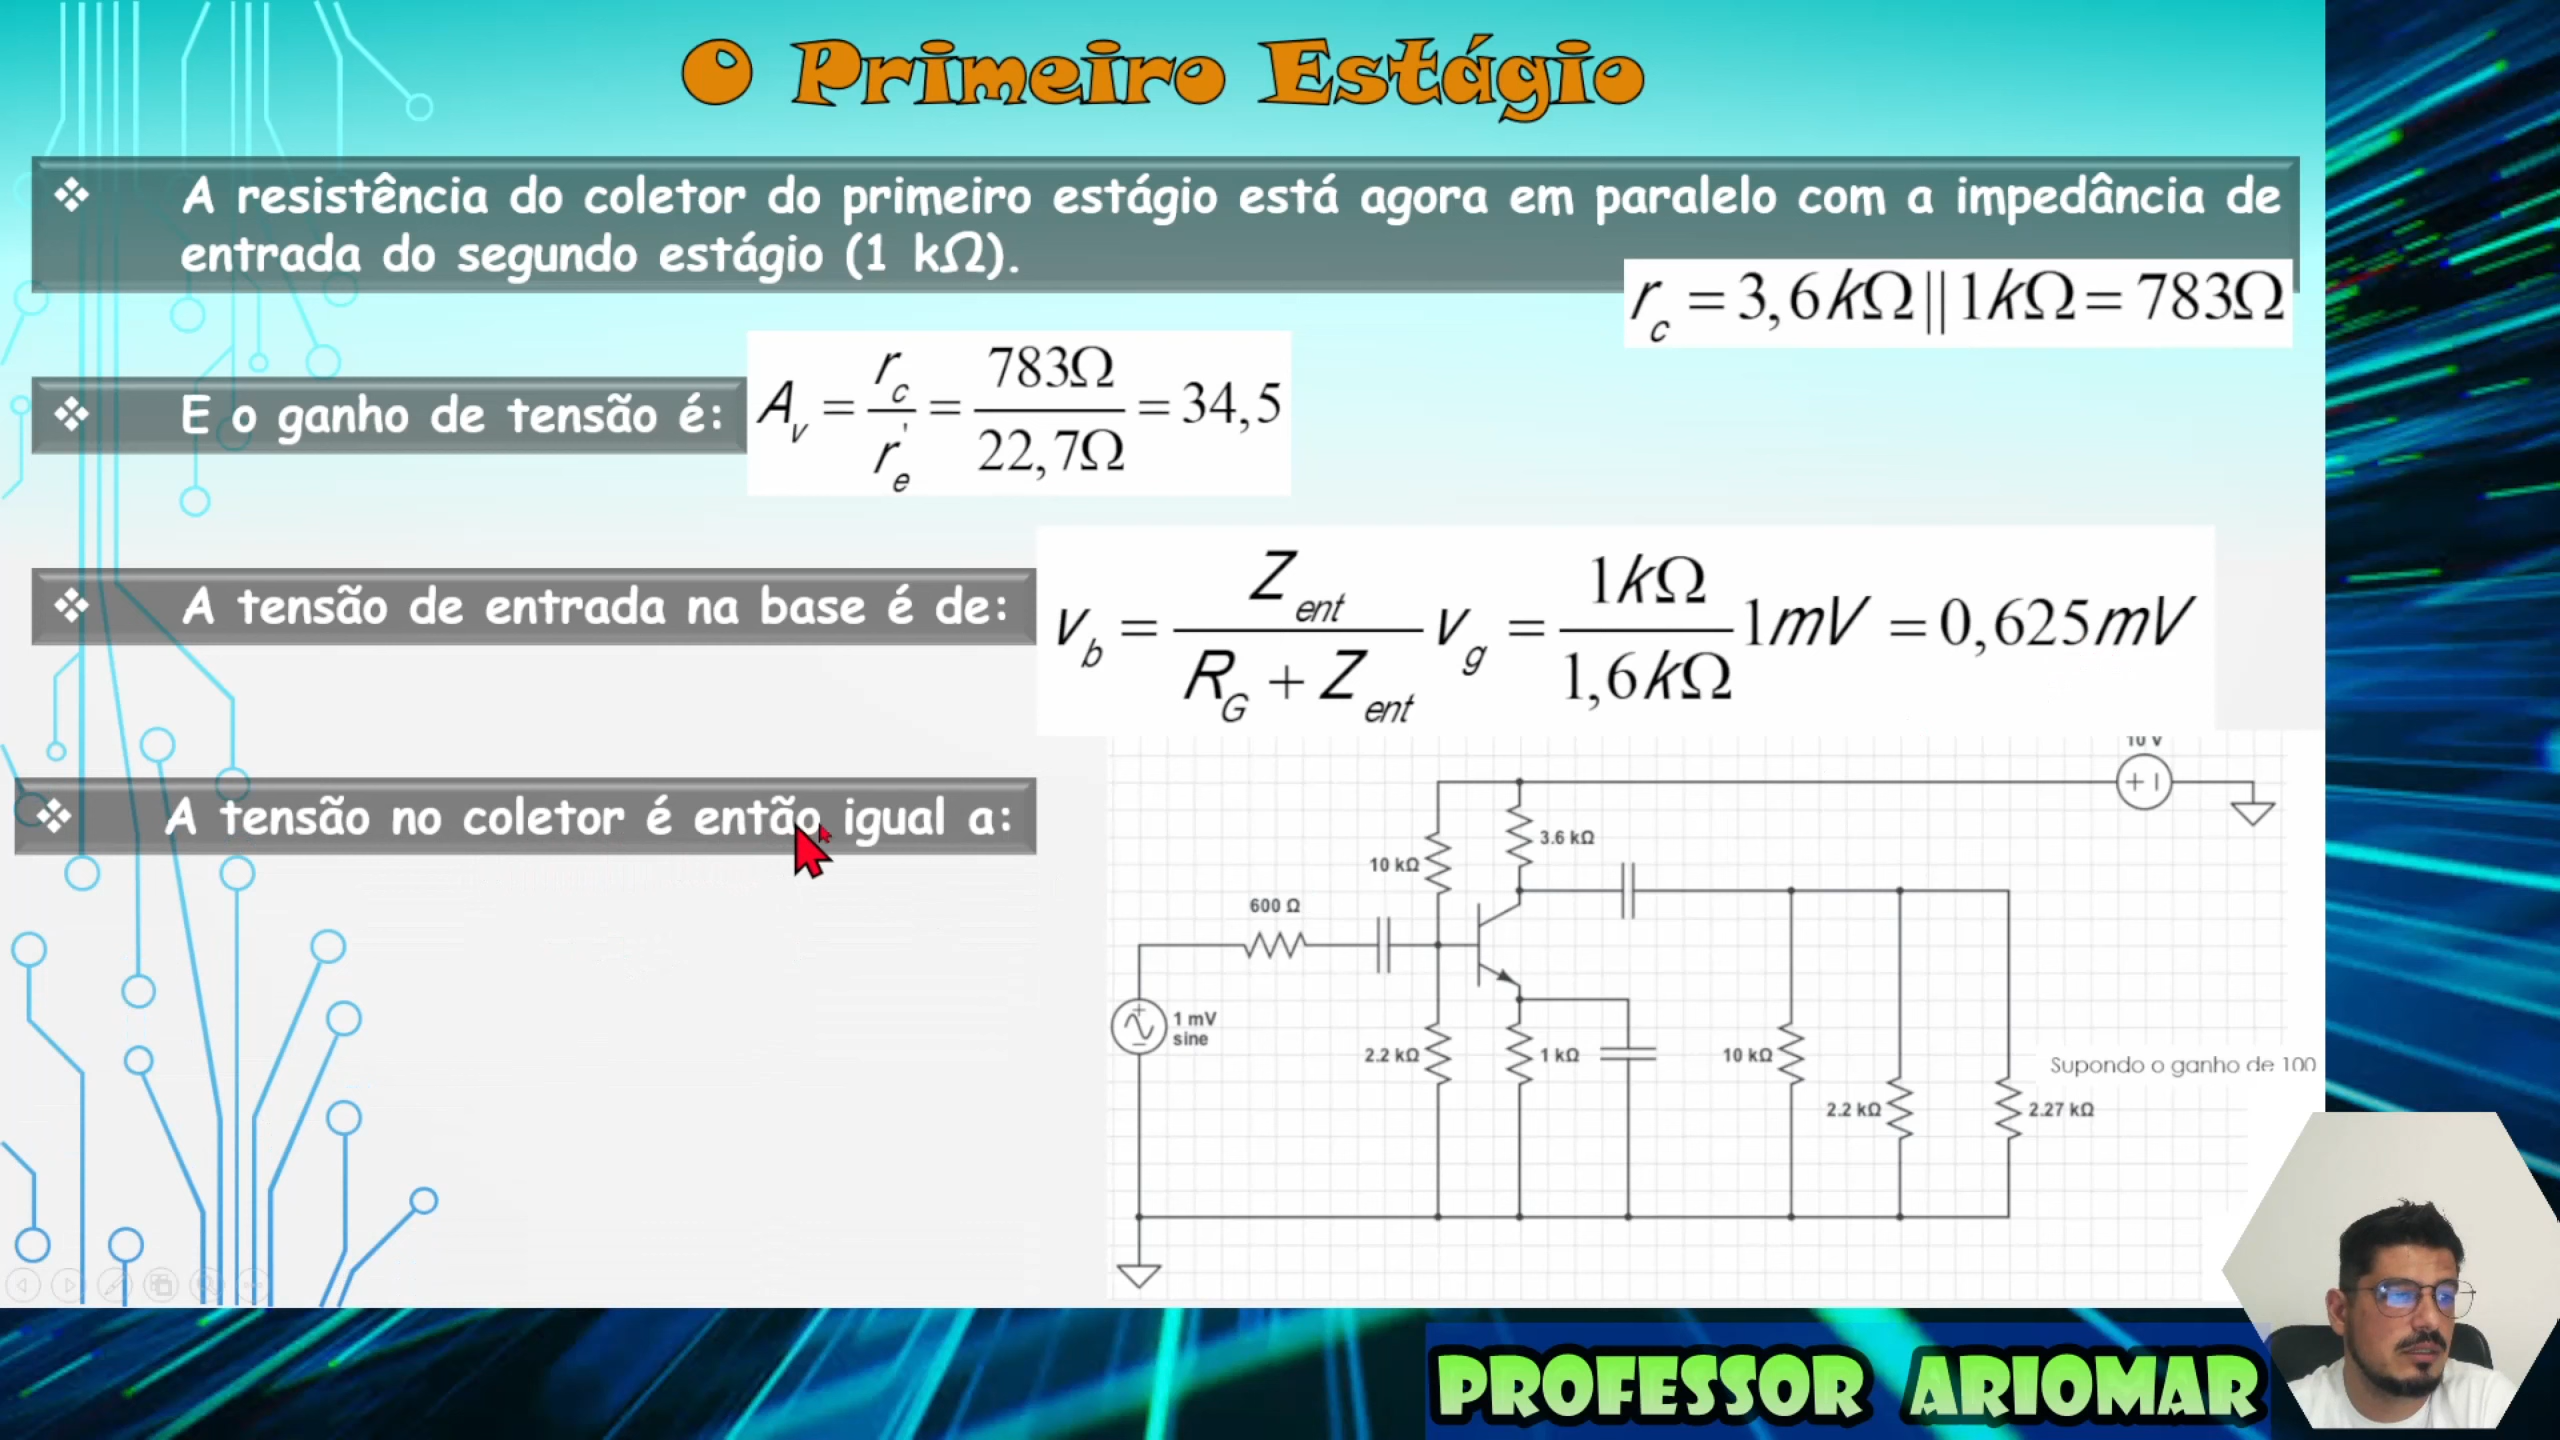 O Primeiro Estágio
❖ A resistência do coletor do primeiro estágio está agora em paralelo com a impedância de
entrada do segundo estágio (1 kΩ).
r_c = 3,6kΩ||1kΩ = 783Ω
❖ E o ganho de tensão é:
A_v = r_c / r'_e = 783Ω / 22,7Ω = 34,5
❖ A tensão de entrada na base é de:
v_b = Z_ent / (R_G + Z_ent) v_g = 1kΩ / 1,6kΩ 1mV = 0,625mV
❖ A tensão no coletor é então igual a:
10 V
3.6 kΩ
10 kΩ
600 Ω
1 mV
sine
2.2 kΩ
1 kΩ
10 kΩ
2.2 kΩ
2.27 kΩ
Supondo o ganho de 100
PROFESSOR ARIOMAR